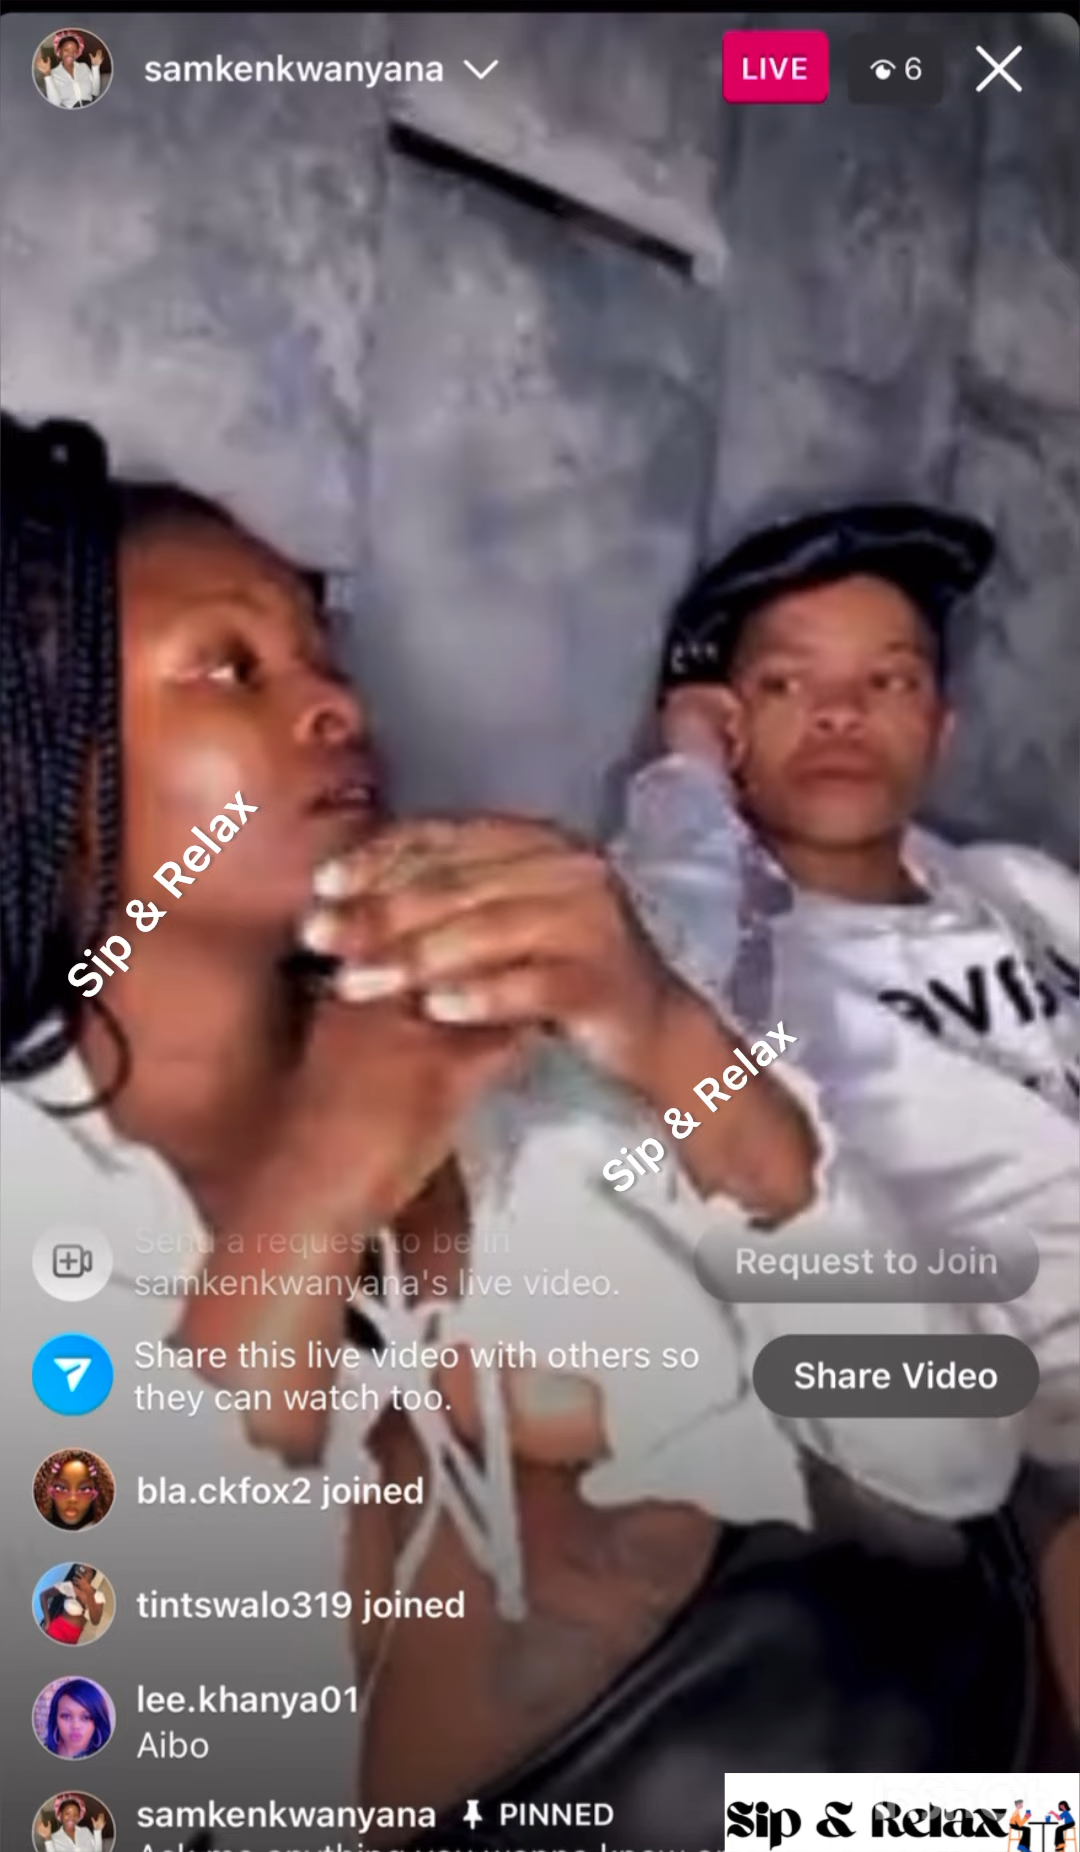 samkenkwanyana
LIVE
6
Sip & Relax
Sip & Relax
Send a request to be in
samkenkwanyana's live video.
Request to Join
Share this live video with others so
they can watch too.
Share Video
bla.ckfox2 joined
tintswalo319 joined
lee.khanya01
Aibo
samkenkwanyana PINNED
Sip & Relax